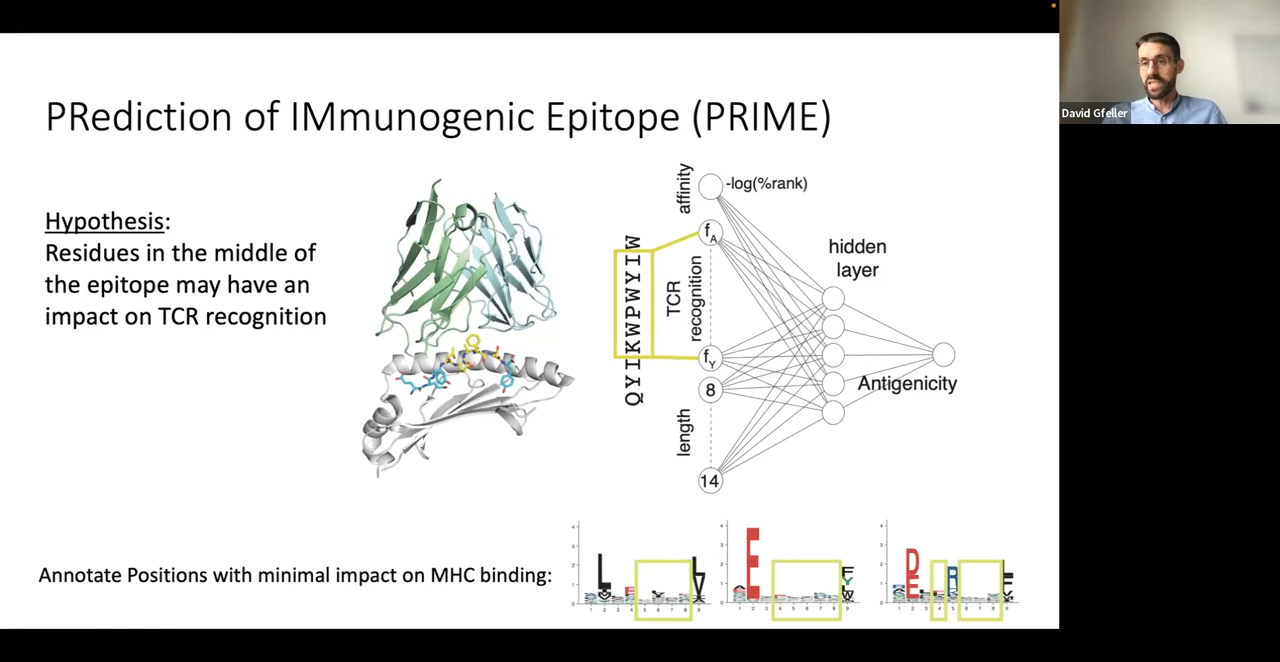 PRediction of IMmunogenic Epitope (PRIME)
David Gfeller
Hypothesis:
Residues in the middle of
the epitope may have an
impact on TCR recognition
affinity
-log(%rank)
fA
QYIKWPWYIW
TCR
recognition
fY
8
length
14
hidden
layer
Antigenicity
Annotate Positions with minimal impact on MHC binding: